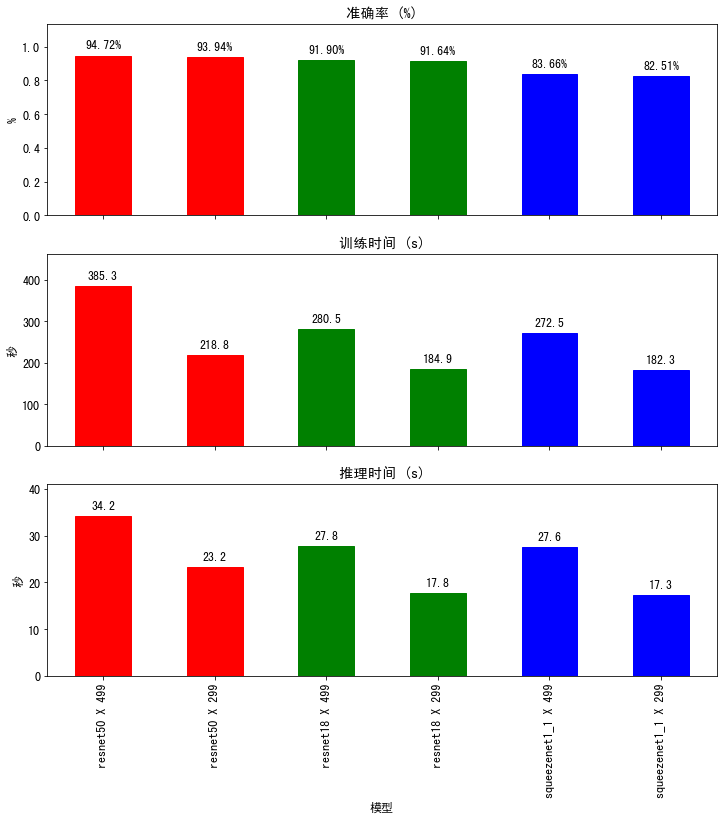 准确率 (%)
94.72%
93.94%
91.90%
91.64%
83.66%
82.51%
1.0
0.8
0.6
0.4
0.2
0.0
%
训练时间 (s)
385.3
218.8
280.5
184.9
272.5
182.3
400
300
200
100
0
秒
推理时间 (s)
34.2
23.2
27.8
17.8
27.6
17.3
40
30
20
10
0
秒
resnet50 X 499
resnet50 X 299
resnet18 X 499
resnet18 X 299
squeezenet1_1 X 499
squeezenet1_1 X 299
模型